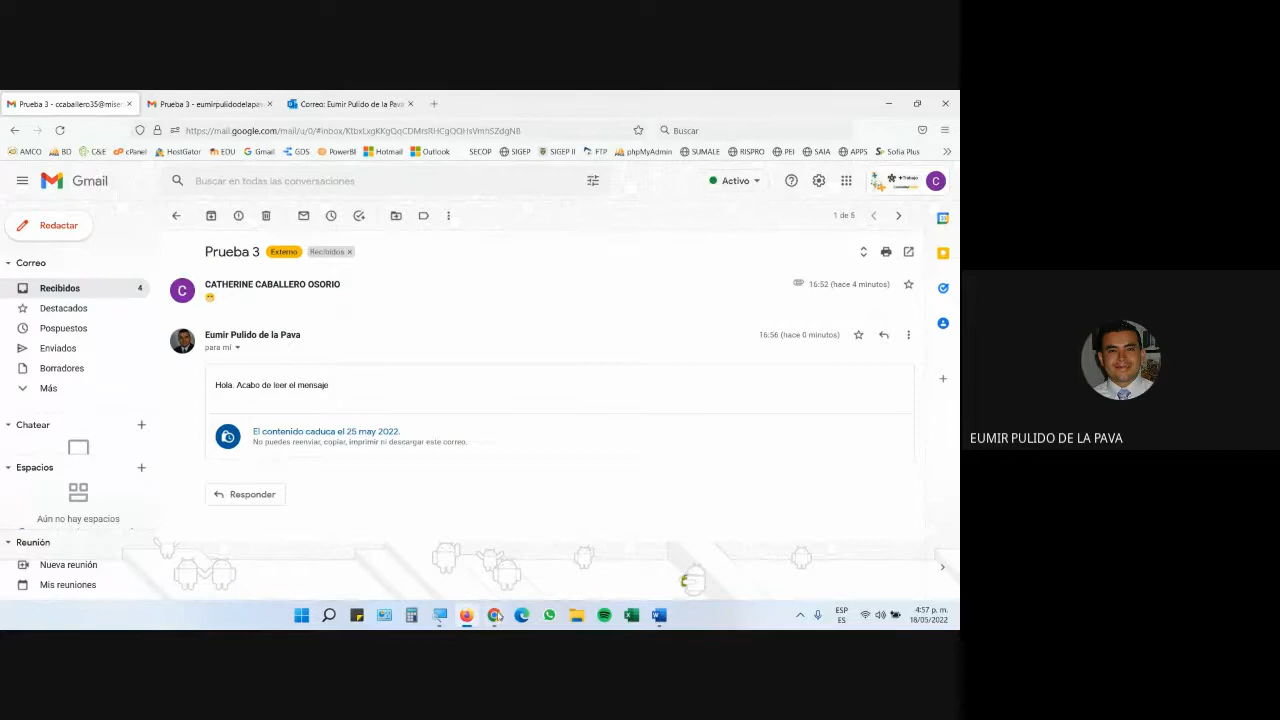 Prueba 3 - ccaballero35@miser
Prueba 3 - eumirpulidodelapav
Correo: Eumir Pulido de la Pava
https://mail.google.com/mail/u/0/#inbox/
Buscar
AMCO
BD
C&E
cPanel
HostGator
EDU
Gmail
GDS
PowerBI
Hotmail
Outlook
SECOP
SIGEP
SIGEP II
FTP
phpMyAdmin
SUMALE
RISPRO
PEI
SAIA
APPS
Sofia Plus
Gmail
Buscar en todas las conversaciones
Activo
+Trabajo
C
Redactar
1 de 6
Correo
Prueba 3
Externo
Recibidos
Recibidos 4
CATHERINE CABALLERO OSORIO
16:52 (hace 4 minutos)
C
Destacados
Pospuestos
Eumir Pulido de la Pava
16:56 (hace 0 minutos)
para mí
Enviados
Borradores
Más
Hola. Acabo de leer el mensaje
Chatear
El contenido caduca el 25 may 2022.
No puedes reenviar, copiar, imprimir ni descargar este correo.
EUMIR PULIDO DE LA PAVA
Espacios
Responder
Aún no hay espacios
Reunión
Nueva reunión
Mis reuniones
ESP
ES
4:57 p. m.
18/05/2022